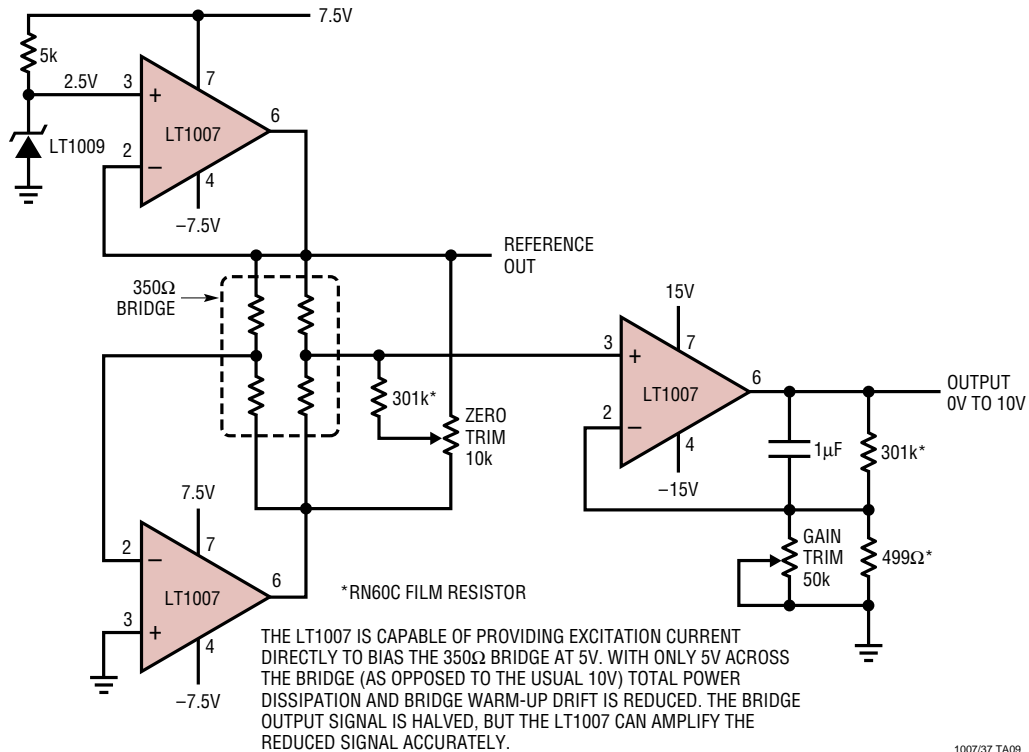 7.5V
5k
2.5V
3
+
7
6
LT1007
LT1009
2
–
4
–7.5V
REFERENCE
OUT
350Ω
BRIDGE
15V
3
+
7
6
LT1007
2
–
4
–15V
OUTPUT
0V TO 10V
301k*
ZERO
TRIM
10k
1µF
301k*
GAIN
TRIM
50k
499Ω*
7.5V
2
–
7
6
LT1007
3
+
4
–7.5V
*RN60C FILM RESISTOR
THE LT1007 IS CAPABLE OF PROVIDING EXCITATION CURRENT
DIRECTLY TO BIAS THE 350Ω BRIDGE AT 5V. WITH ONLY 5V ACROSS
THE BRIDGE (AS OPPOSED TO THE USUAL 10V) TOTAL POWER
DISSIPATION AND BRIDGE WARM-UP DRIFT IS REDUCED. THE BRIDGE
OUTPUT SIGNAL IS HALVED, BUT THE LT1007 CAN AMPLIFY THE
REDUCED SIGNAL ACCURATELY.
1007/37 TA09